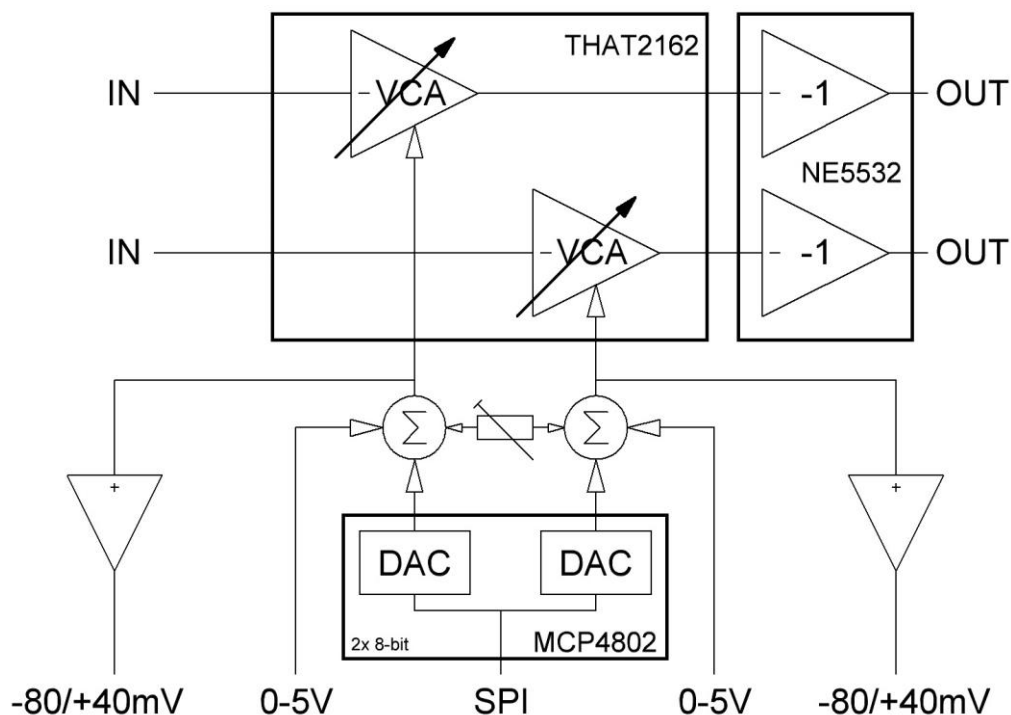 THAT2162
IN - VCA - -1 OUT
NE5532
IN - VCA - -1 OUT
Σ Σ
+ +
DAC DAC
2x 8-bit MCP4802
-80/+40mV 0-5V SPI 0-5V -80/+40mV